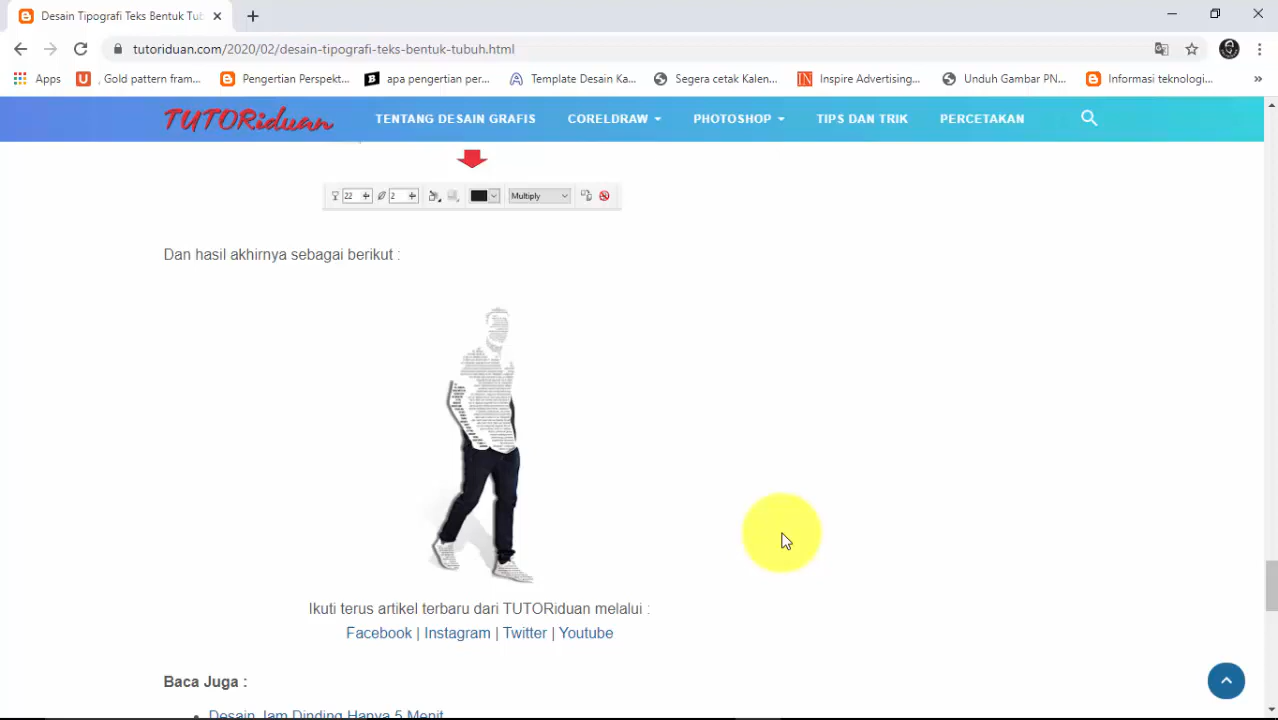 Desain Tipografi Teks Bentuk Tub
tutoriduan.com/2020/02/desain-tipografi-teks-bentuk-tubuh.html
Apps
, Gold pattern fram...
Pengertian Perspekt...
apa pengertian per...
Template Desain Ka...
Segera cetak Kalen...
Inspire Advertising...
Unduh Gambar PN...
Informasi teknologi...
TUTORiduan
TENTANG DESAIN GRAFIS
CORELDRAW
PHOTOSHOP
TIPS DAN TRIK
PERCETAKAN
22
2
Multiply
Dan hasil akhirnya sebagai berikut :
Ikuti terus artikel terbaru dari TUTORiduan melalui :
Facebook | Instagram | Twitter | Youtube
Baca Juga :
Desain Jam Dinding Hanya 5 Menit